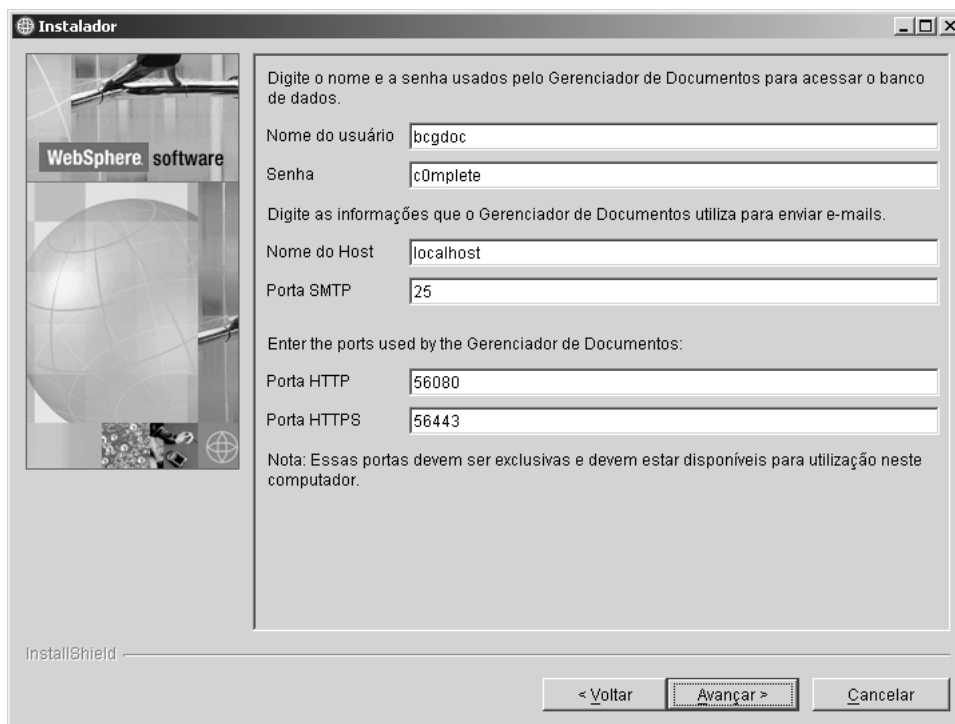 Instalador
WebSphere software
Digite o nome e a senha usados pelo Gerenciador de Documentos para acessar o banco
de dados.
Nome do usuário bcgdoc
Senha c0mplete
Digite as informações que o Gerenciador de Documentos utiliza para enviar e-mails.
Nome do Host localhost
Porta SMTP 25
Enter the ports used by the Gerenciador de Documentos:
Porta HTTP 56080
Porta HTTPS 56443
Nota: Essas portas devem ser exclusivas e devem estar disponíveis para utilização neste
computador.
InstallShield
< Voltar Avançar > Cancelar